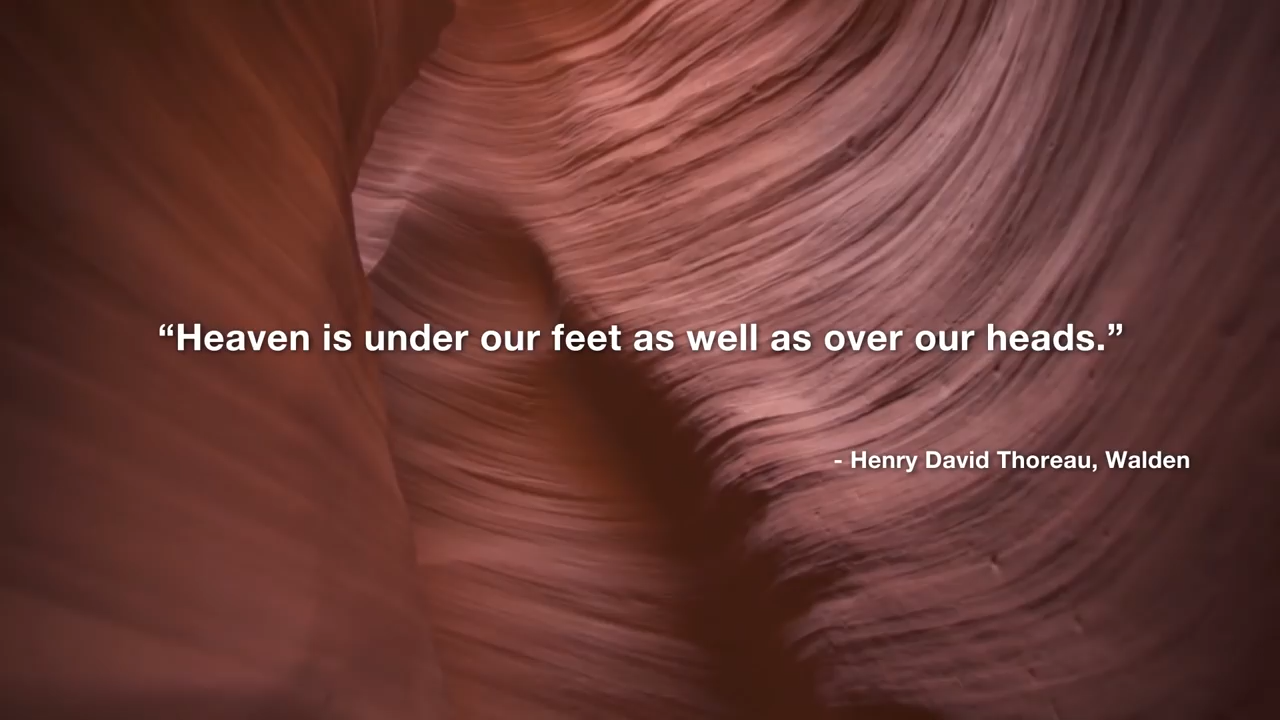 “Heaven is under our feet as well as over our heads.”
- Henry David Thoreau, Walden